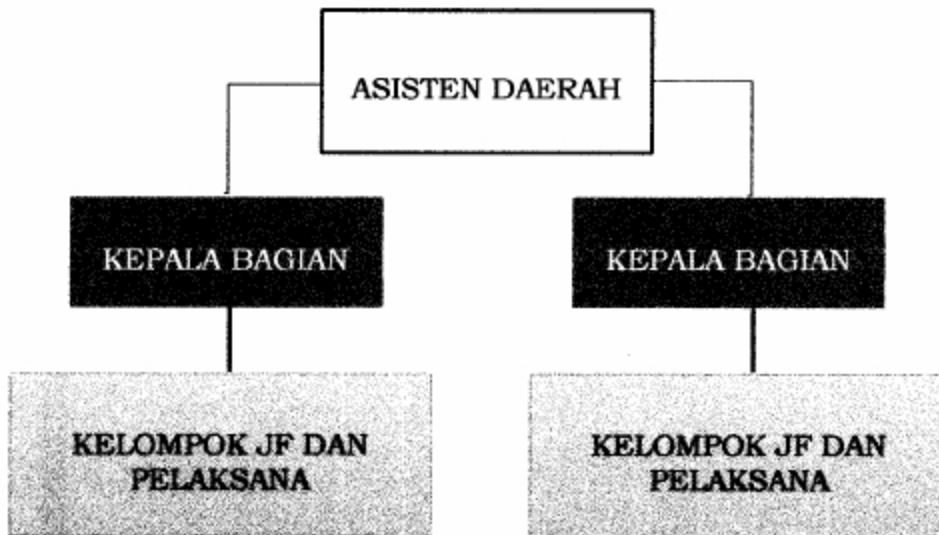 ASISTEN DAERAH
KEPALA BAGIAN
KEPALA BAGIAN
KELOMPOK JF DAN
PELAKSANA
KELOMPOK JF DAN
PELAKSANA